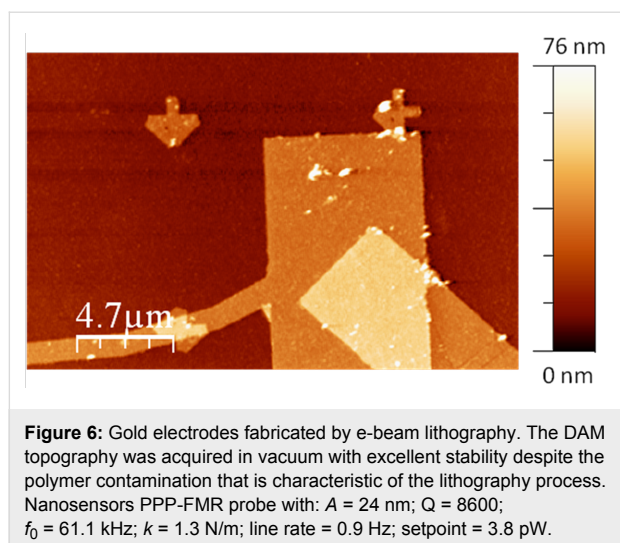 76 nm
4.7µm
0 nm
Figure 6: Gold electrodes fabricated by e-beam lithography. The DAM
topography was acquired in vacuum with excellent stability despite the
polymer contamination that is characteristic of the lithography process.
Nanosensors PPP-FMR probe with: A = 24 nm; Q = 8600;
f₀ = 61.1 kHz; k = 1.3 N/m; line rate = 0.9 Hz; setpoint = 3.8 pW.